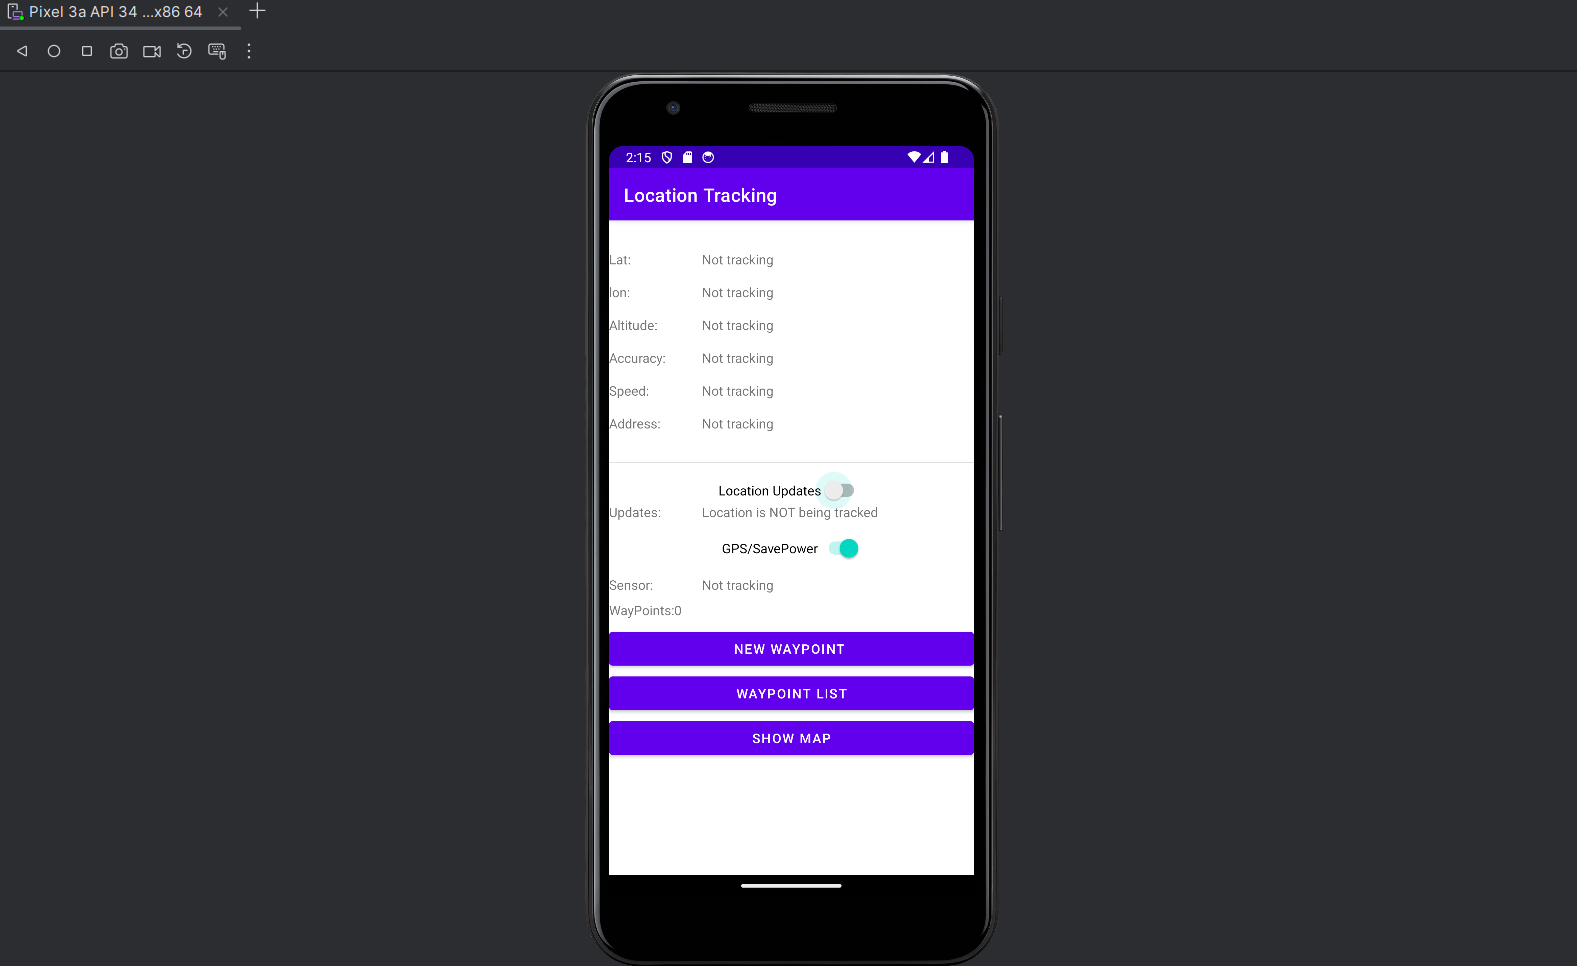 Pixel 3a API 34 ...x86 64
2:15
Location Tracking
Lat: Not tracking
lon: Not tracking
Altitude: Not tracking
Accuracy: Not tracking
Speed: Not tracking
Address: Not tracking
Location Updates
Updates: Location is NOT being tracked
GPS/SavePower
Sensor: Not tracking
WayPoints:0
NEW WAYPOINT
WAYPOINT LIST
SHOW MAP